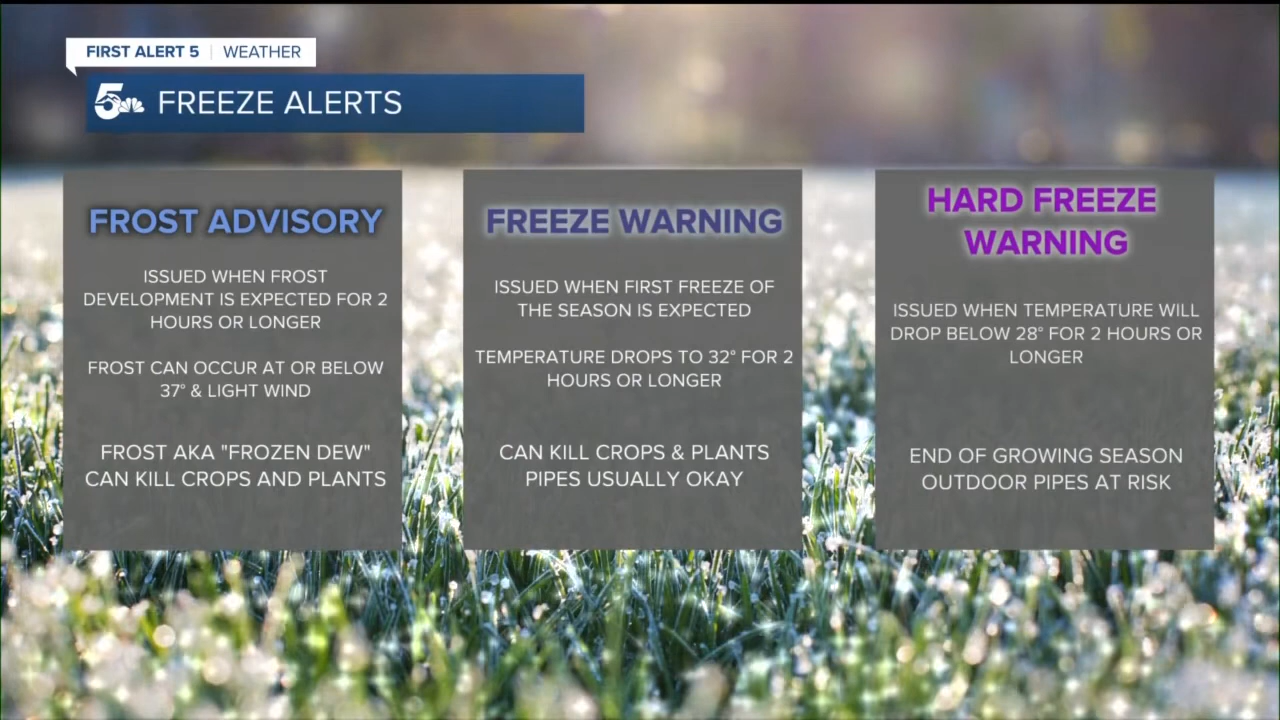 FIRST ALERT 5 | WEATHER
5 FREEZE ALERTS
FROST ADVISORY
ISSUED WHEN FROST
DEVELOPMENT IS EXPECTED FOR 2
HOURS OR LONGER
FROST CAN OCCUR AT OR BELOW
37° & LIGHT WIND
FROST AKA "FROZEN DEW"
CAN KILL CROPS AND PLANTS
FREEZE WARNING
ISSUED WHEN FIRST FREEZE OF
THE SEASON IS EXPECTED
TEMPERATURE DROPS TO 32° FOR 2
HOURS OR LONGER
CAN KILL CROPS & PLANTS
PIPES USUALLY OKAY
HARD FREEZE
WARNING
ISSUED WHEN TEMPERATURE WILL
DROP BELOW 28° FOR 2 HOURS OR
LONGER
END OF GROWING SEASON
OUTDOOR PIPES AT RISK